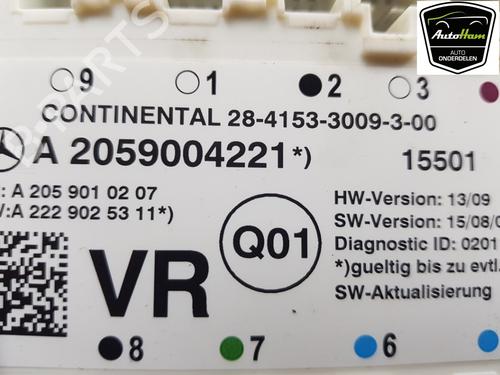 AutoHam
AUTO
ONDERDELEN
9 1 2 3
CONTINENTAL 28-4153-3009-3-00
A 2059004221*) 15501
: A 205 901 02 07
/:A 222 902 53 11*)
HW-Version: 13/09
SW-Version: 15/08/0
Diagnostic ID: 0201
*)gueltig bis zu evtl.
SW-Aktualisierung
VR
Q01
8 7 6